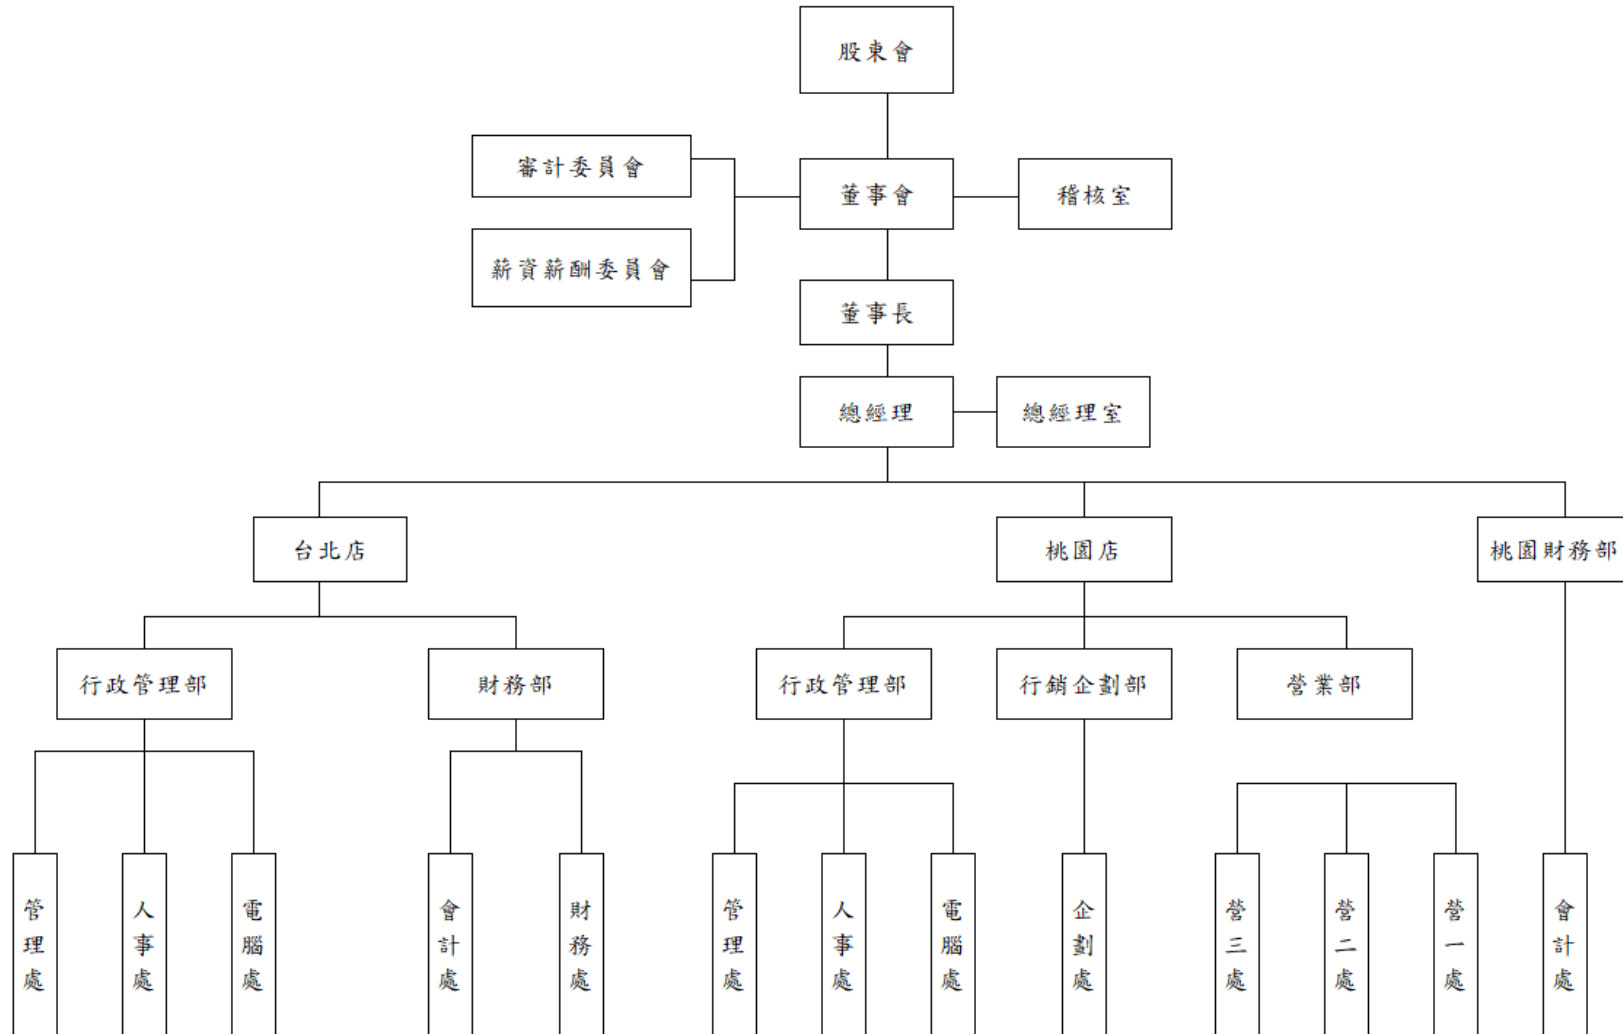 股東會
審計委員會
董事會
稽核室
薪資薪酬委員會
董事長
總經理
總經理室
台北店
桃園店
桃園財務部
行政管理部
財務部
行政管理部
行銷企劃部
營業部
管理處
人事處
電腦處
會計處
財務處
管理處
人事處
電腦處
企劃處
營三處
營二處
營一處
會計處